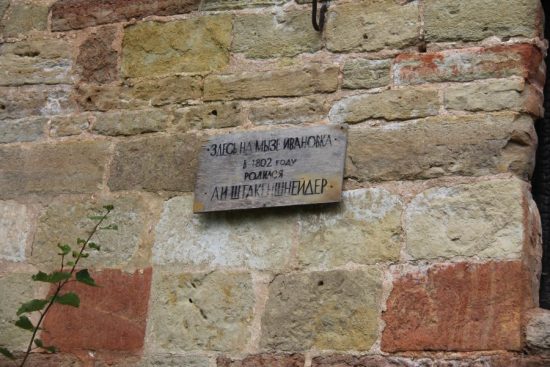 ·ЗДЕСЬ НА МЫЗЕ ИВАНОВКА·
В 1802 ГОДУ
РОДИЛСЯ
·А И ШТАКЕНШНЕЙДЕР·